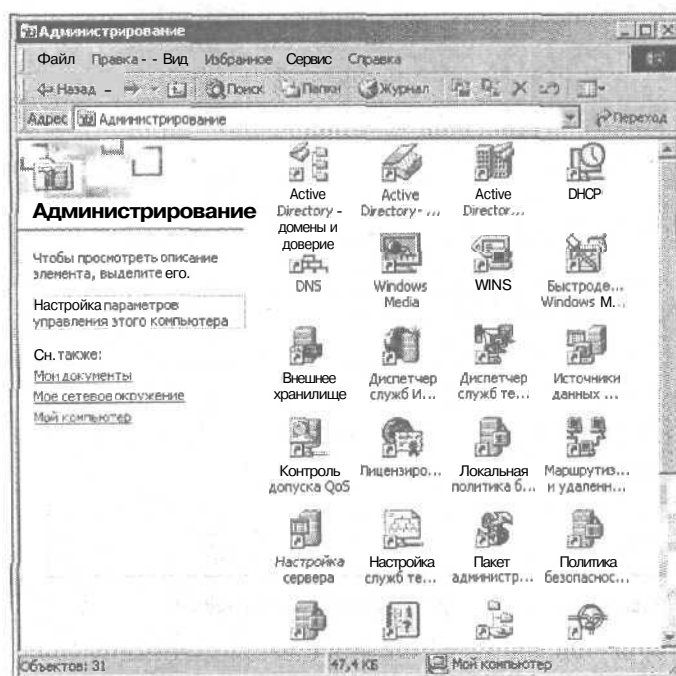 Администрирование
Файл Правка - - Вид Избранное Сервис Справка
Назад - Поиск Папки Журнал
Адрес Администрирование Переход
Администрирование
Чтобы просмотреть описание
элемента, выделите его.
Настройка параметров
управления этого компьютера
Сн. также:
Мои документы
Мое сетевое окружение
Мой компьютер
Active
Directory -
домены и
доверие
Active
Directory- ...
Active
Director...
DHCP
DNS
Windows
Media
WINS
Быстроде...
Windows М...
Внешнее
хранилище
Диспетчер
служб И...
Диспетчер
служб те...
Источники
данных ...
Контроль
допуска QoS
Лицензиро...
Локальная
политика б...
Маршрутиз...
и удаленн...
Настройка
сервера
Настройка
служб те...
Пакет
администр...
Политика
безопаснос...
Объектов: 31 47,4 КБ Мой компьютер